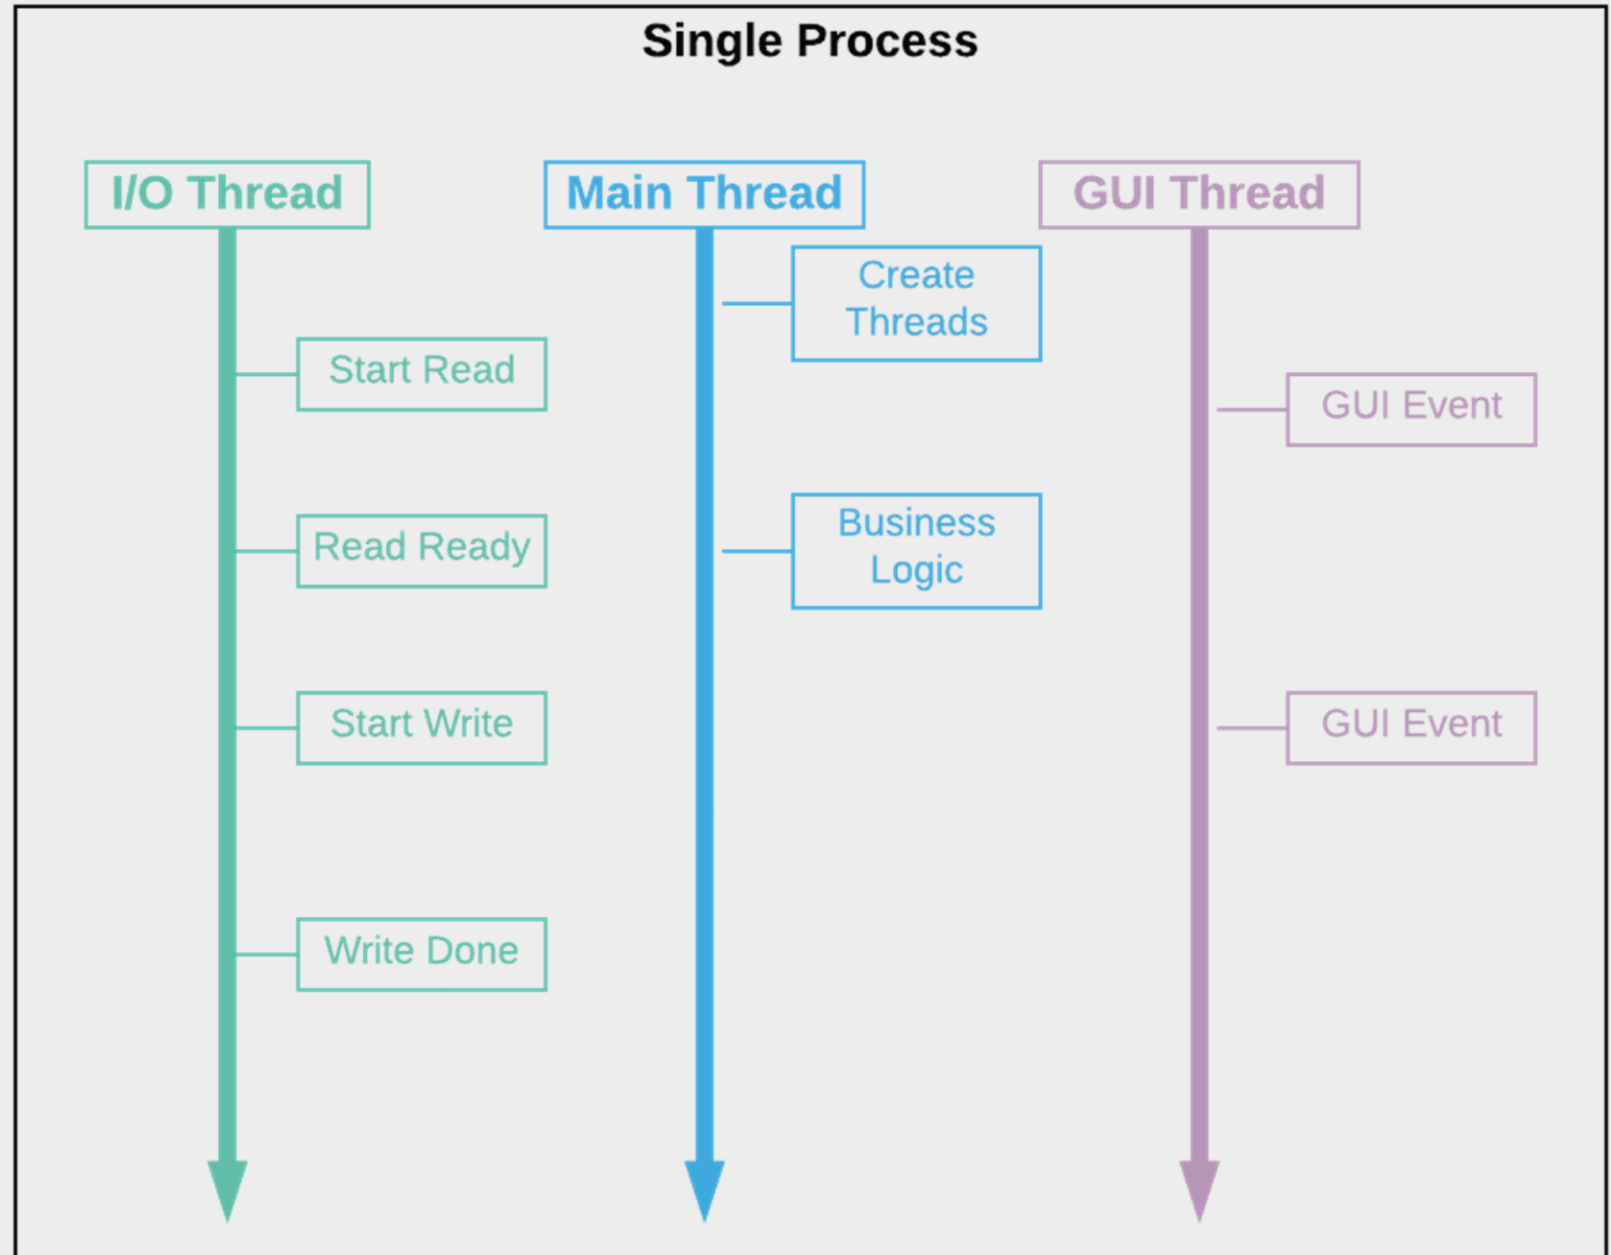 Single Process
I/O Thread
Main Thread
GUI Thread
Create
Threads
Start Read
GUI Event
Business
Logic
Read Ready
Start Write
GUI Event
Write Done